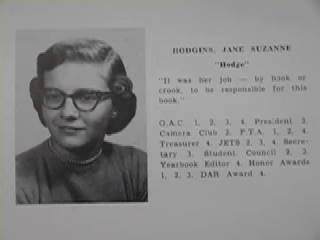 HODGINS, JANE SUZANNE
"Hodge"
"It was her job — by hook or
crook, to be responsible for this
book."
G.A.C. 1, 2, 3, 4. President 3.
Camera Club 2. F.T.A. 1, 2, 4.
Treasurer 4. JETS 2, 3, 4. Secre-
tary 3. Student Council 2, 3.
Yearbook Editor 4. Honor Awards
1, 2, 3. DAR Award 4.